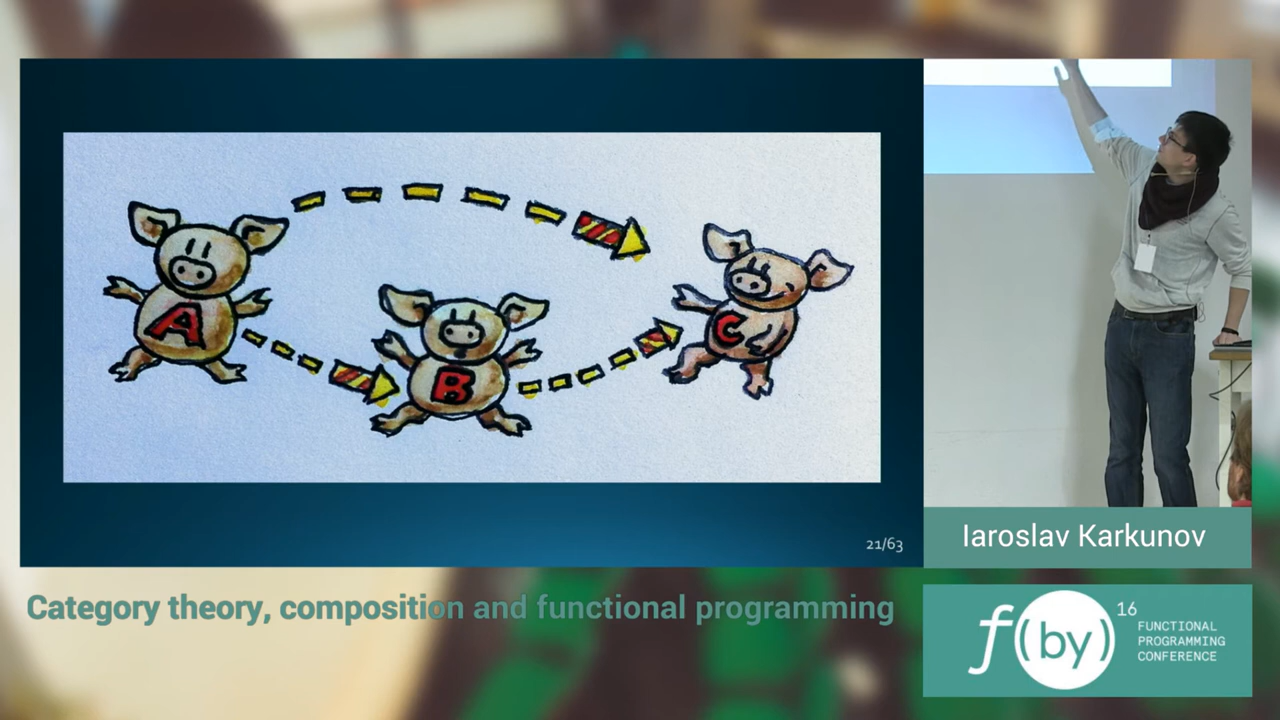 A
B
C
21/63
Iaroslav Karkunov
Category theory, composition and functional programming
f(by)
16
FUNCTIONAL
PROGRAMMING
CONFERENCE